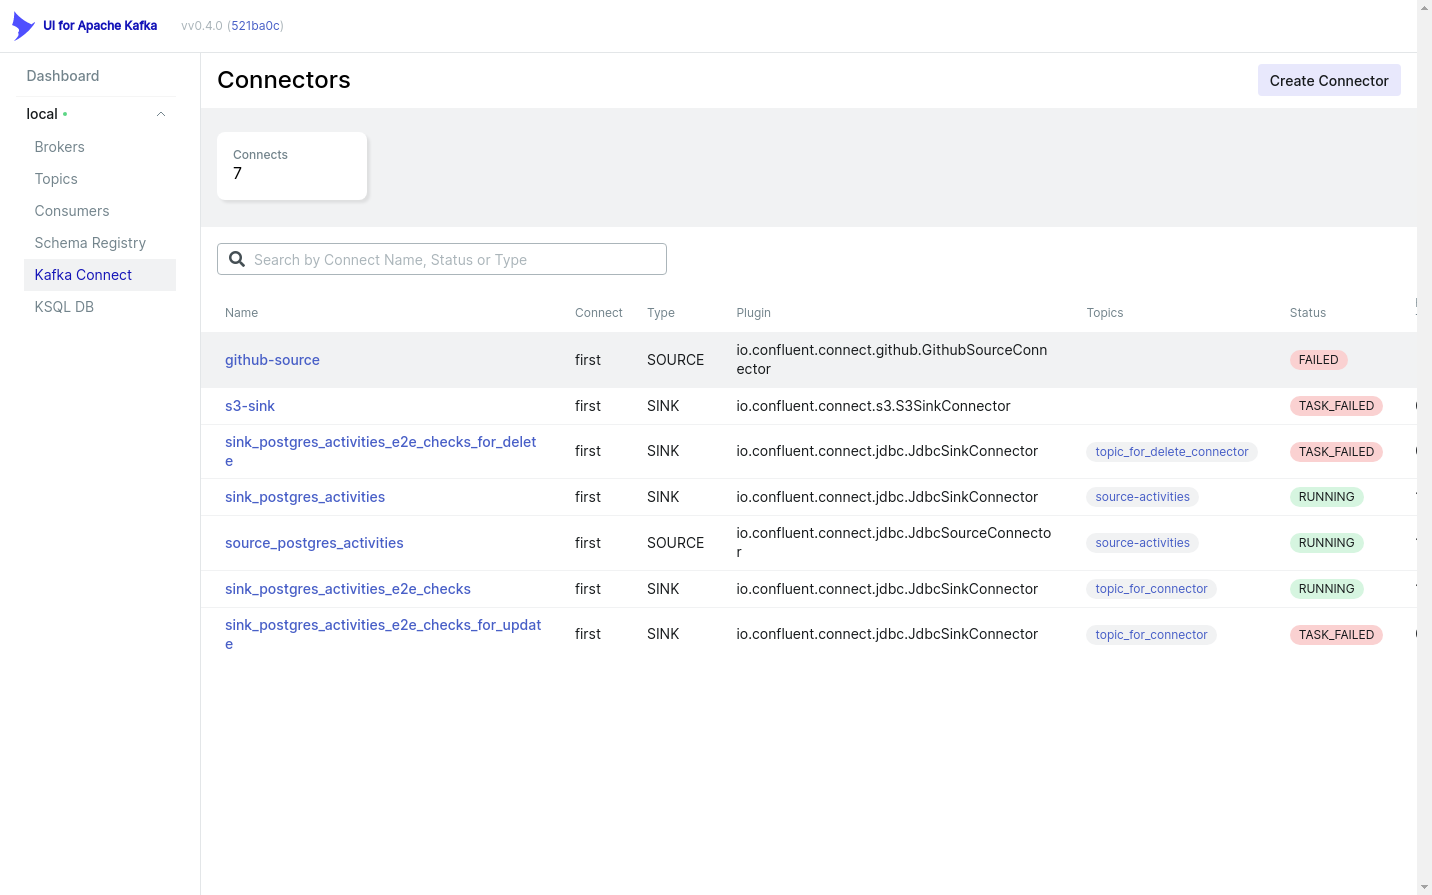 UI for Apache Kafka vv0.4.0 (521ba0c)
Dashboard
local
Brokers
Topics
Consumers
Schema Registry
Kafka Connect
KSQL DB
Connectors
Create Connector
Connects
7
Search by Connect Name, Status or Type
Name Connect Type Plugin Topics Status
github-source first SOURCE io.confluent.connect.github.GithubSourceConn
ector FAILED
s3-sink first SINK io.confluent.connect.s3.S3SinkConnector TASK_FAILED
sink_postgres_activities_e2e_checks_for_delet
e first SINK io.confluent.connect.jdbc.JdbcSinkConnector topic_for_delete_connector TASK_FAILED
sink_postgres_activities first SINK io.confluent.connect.jdbc.JdbcSinkConnector source-activities RUNNING
source_postgres_activities first SOURCE io.confluent.connect.jdbc.JdbcSourceConnecto
r source-activities RUNNING
sink_postgres_activities_e2e_checks first SINK io.confluent.connect.jdbc.JdbcSinkConnector topic_for_connector RUNNING
sink_postgres_activities_e2e_checks_for_updat
e first SINK io.confluent.connect.jdbc.JdbcSinkConnector topic_for_connector TASK_FAILED